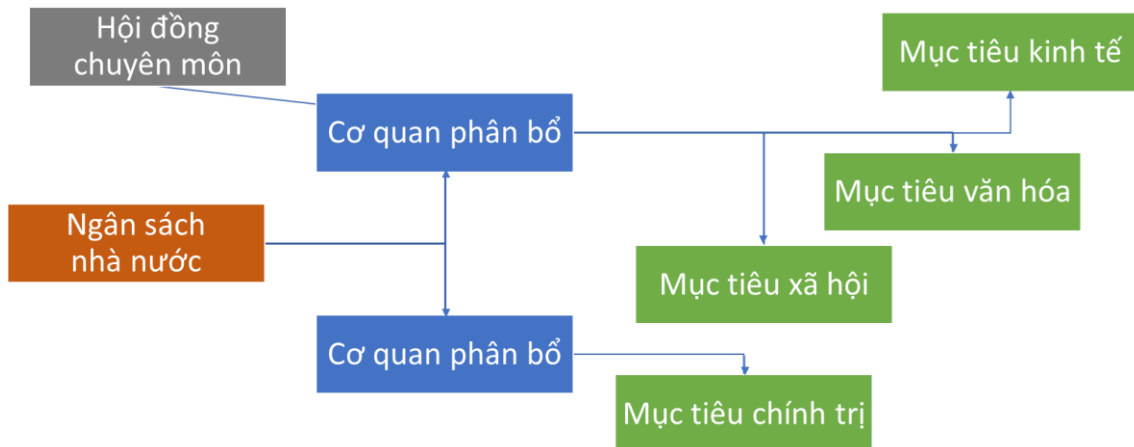 Hội đồng
chuyên môn
Mục tiêu kinh tế
Cơ quan phân bổ
Mục tiêu văn hóa
Ngân sách
nhà nước
Mục tiêu xã hội
Cơ quan phân bổ
Mục tiêu chính trị